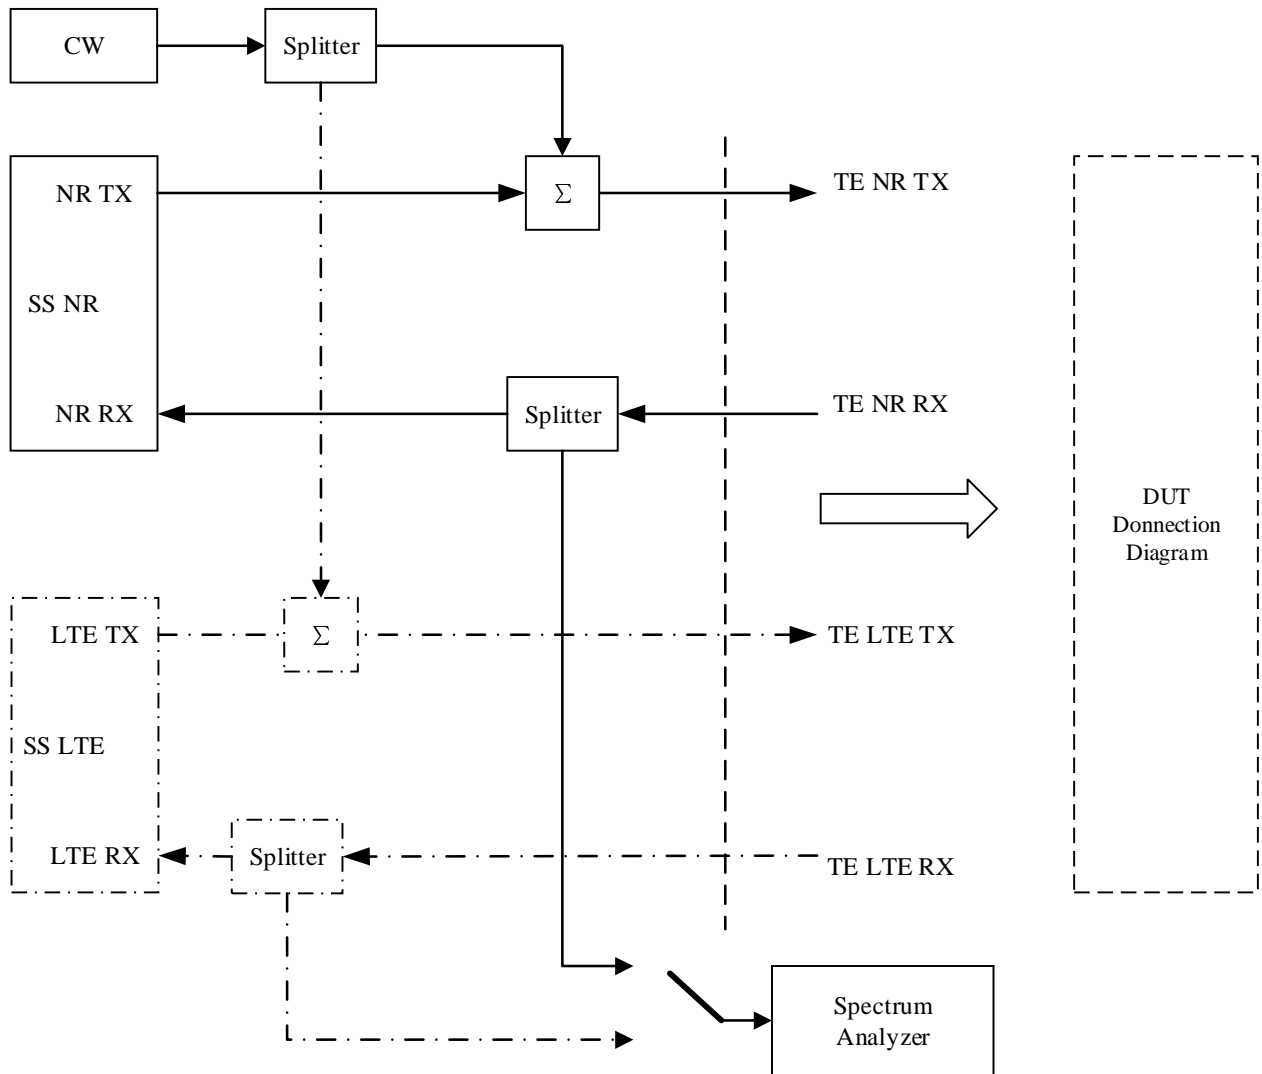 CW
Splitter
NR TX
Σ
TE NR TX
SS NR
NR RX
Splitter
TE NR RX
DUT
Donnection
Diagram
LTE TX
Σ
TE LTE TX
SS LTE
LTE RX
Splitter
TE LTE RX
Spectrum
Analyzer